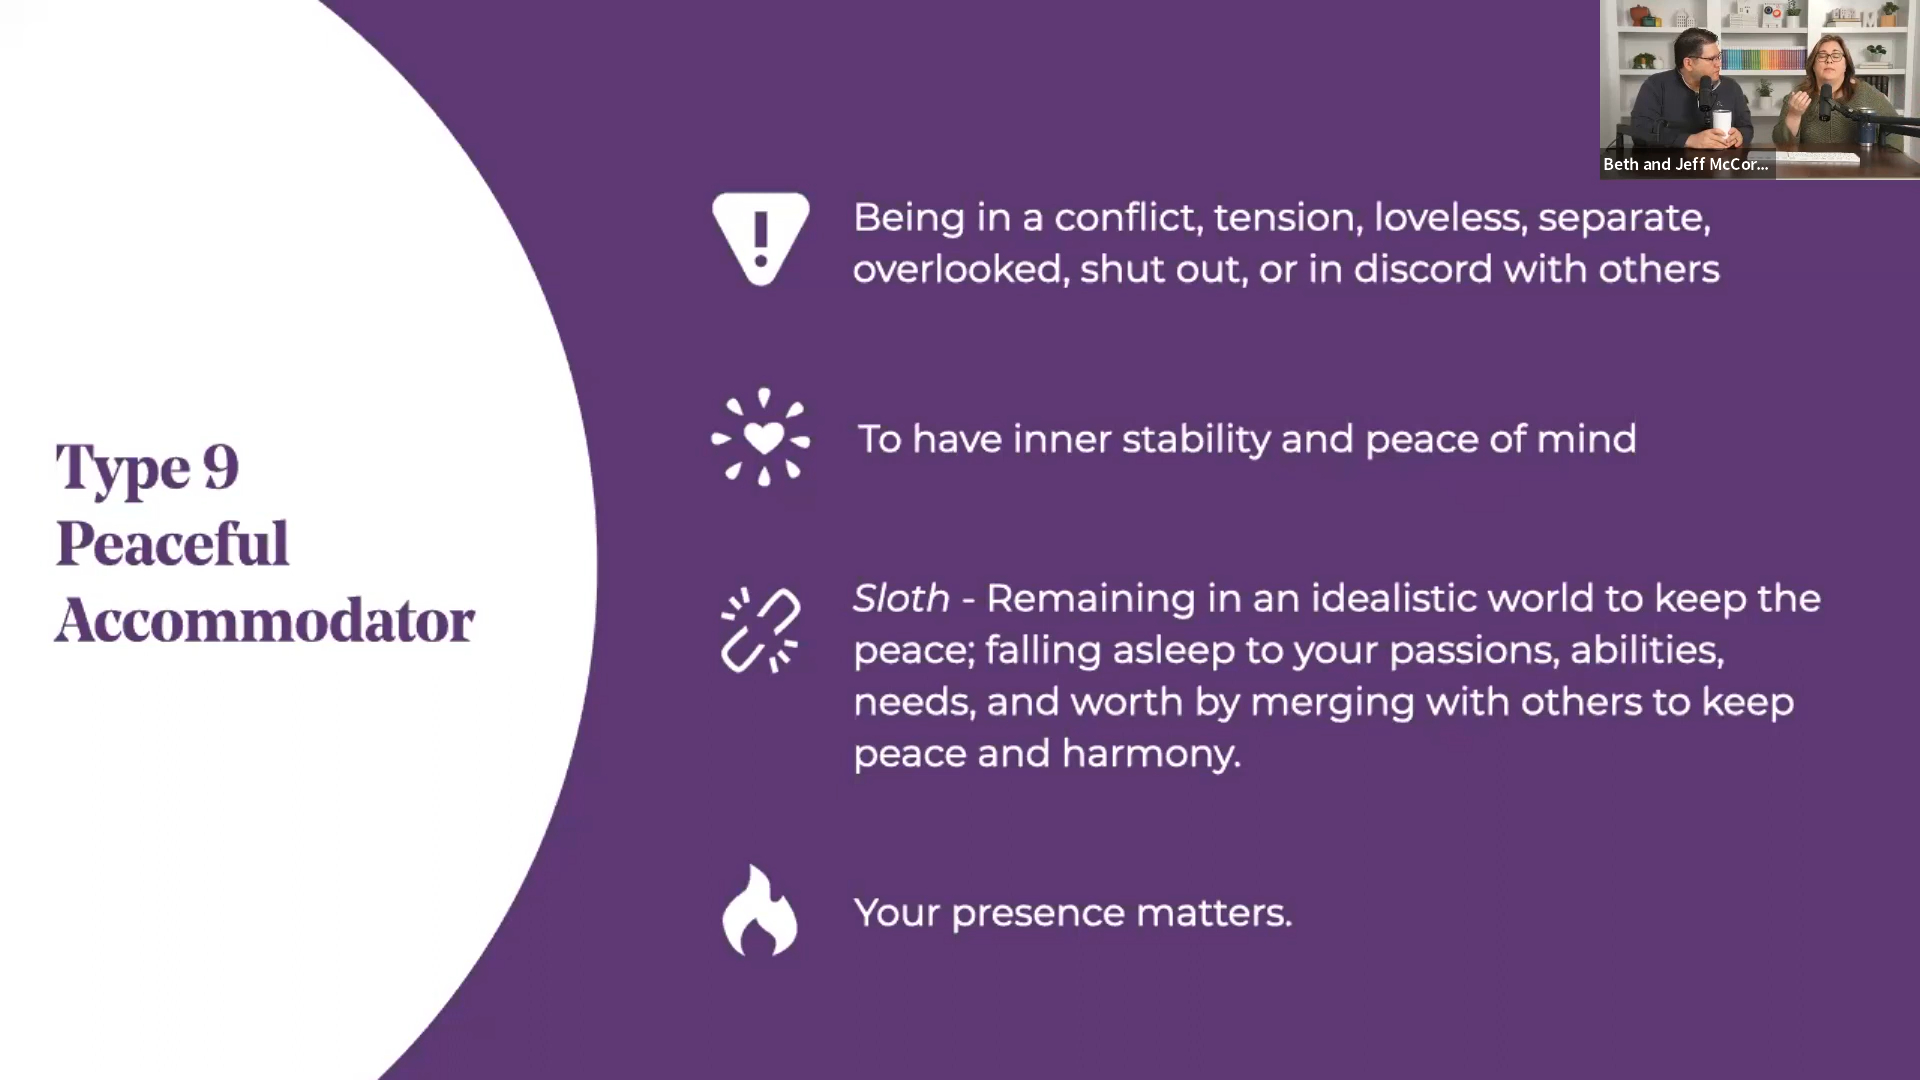 Beth and Jeff McCor...
Being in a conflict, tension, loveless, separate,
overlooked, shut out, or in discord with others
To have inner stability and peace of mind
Type 9
Peaceful
Accommodator
Sloth - Remaining in an idealistic world to keep the
peace; falling asleep to your passions, abilities,
needs, and worth by merging with others to keep
peace and harmony.
Your presence matters.